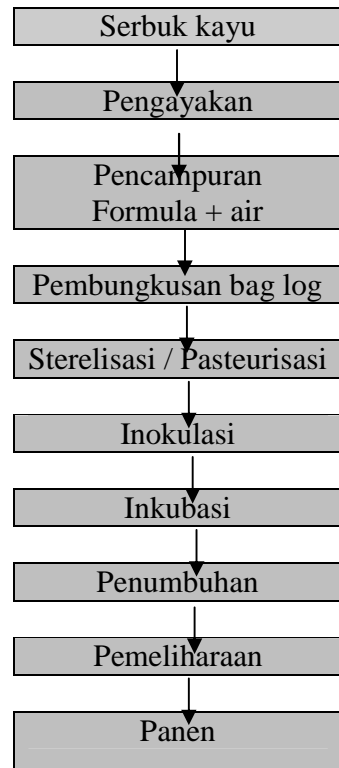 Serbuk kayu
Pengayakan
Pencampuran
Formula + air
Pembungkusan bag log
Sterelisasi / Pasteurisasi
Inokulasi
Inkubasi
Penumbuhan
Pemeliharaan
Panen